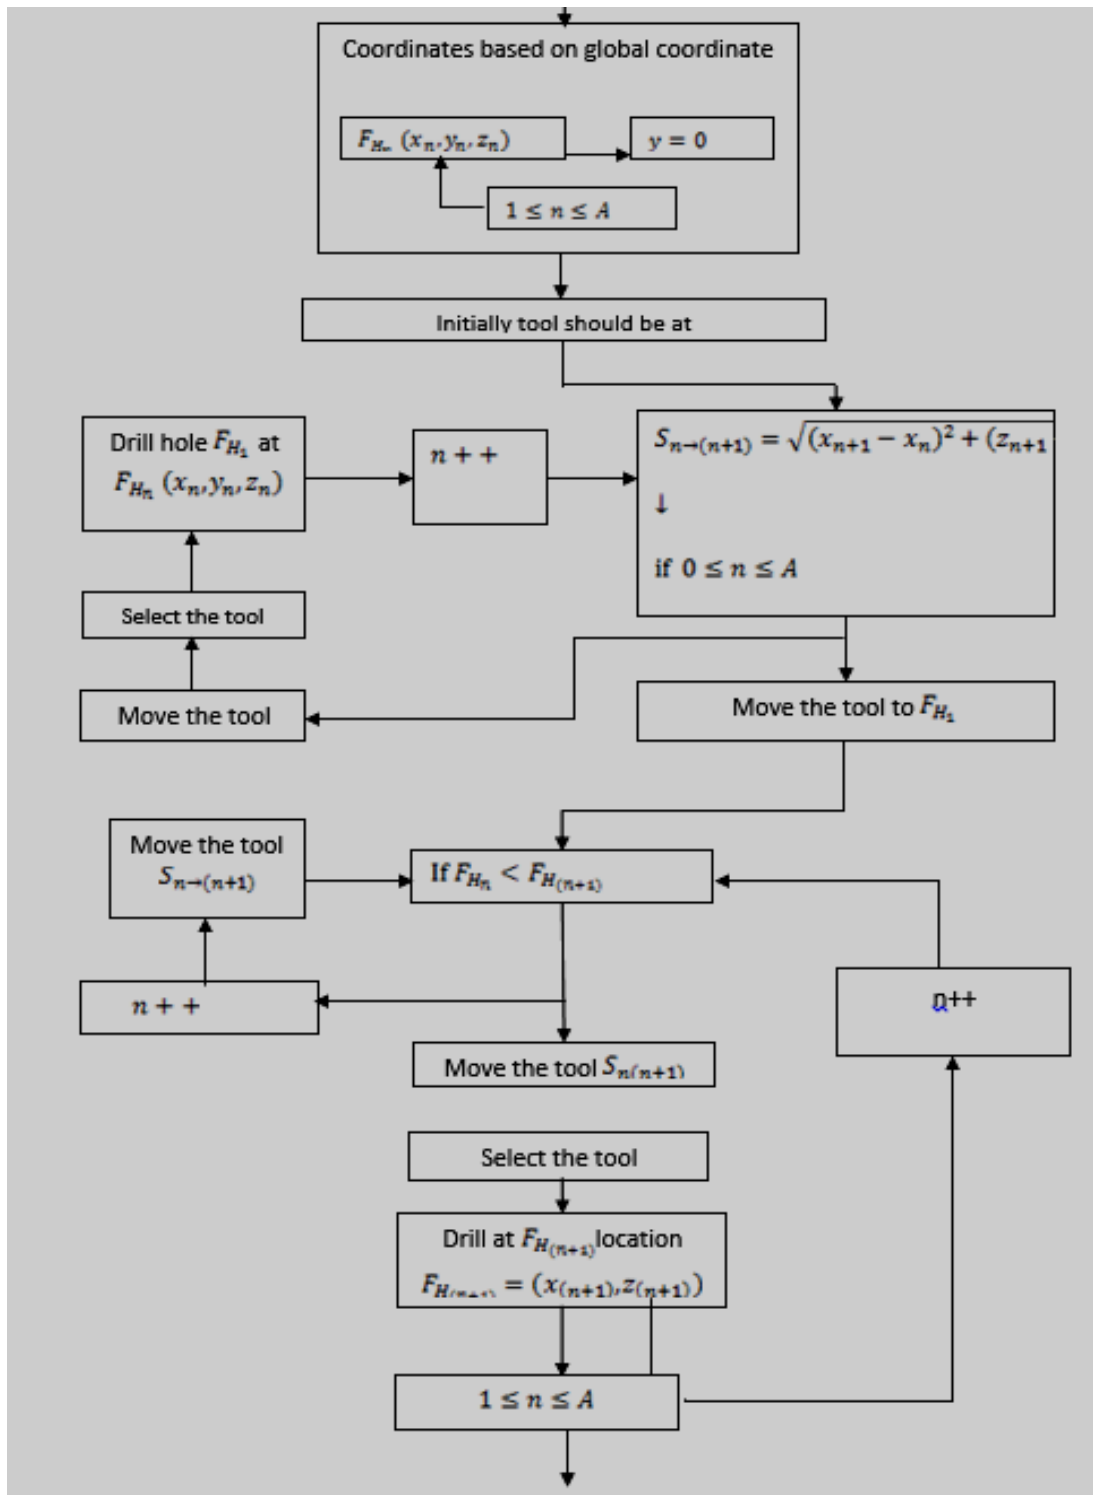 Coordinates based on global coordinate
F_{H_n} (x_n, y_n, z_n)
y = 0
1 ≤ n ≤ A
Initially tool should be at
Drill hole F_{H_1} at
F_{H_n} (x_n, y_n, z_n)
n + +
S_{n→(n+1)} = √(x_{n+1} − x_n)² + (z_{n+1}
↓
if 0 ≤ n ≤ A
Select the tool
Move the tool
Move the tool to F_{H_1}
Move the tool
S_{n→(n+1)}
If F_{H_n} < F_{H_{(n+1)}}
n + +
n++
Move the tool S_{n(n+1)}
Select the tool
Drill at F_{H_{(n+1)}} location
F_{H_{(n+1)}} = (x_{(n+1)}, z_{(n+1)})
1 ≤ n ≤ A